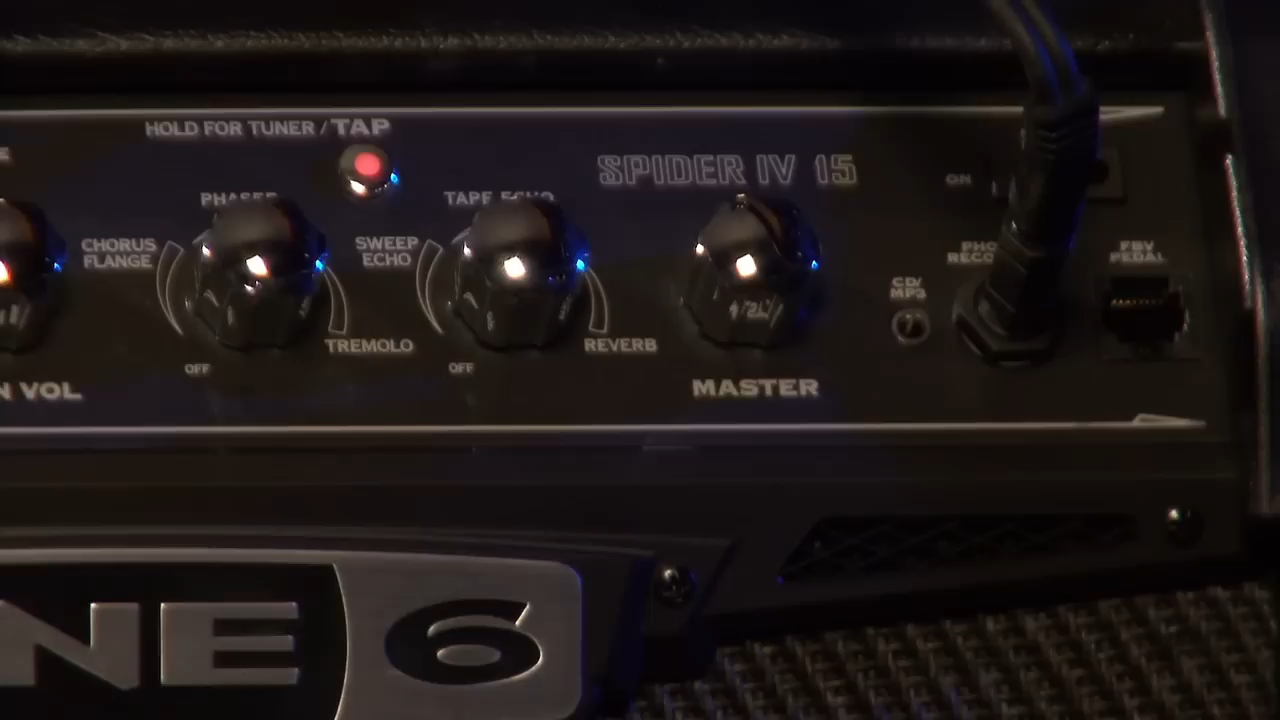 HOLD FOR TUNER / TAP
SPIDER IV 15
ON
PHASER
TAPE ECHO
CHORUS
FLANGE
SWEEP
ECHO
FBV
PEDAL
CD/
MP3
TREMOLO
REVERB
OFF
OFF
MASTER
VOL
NE 6